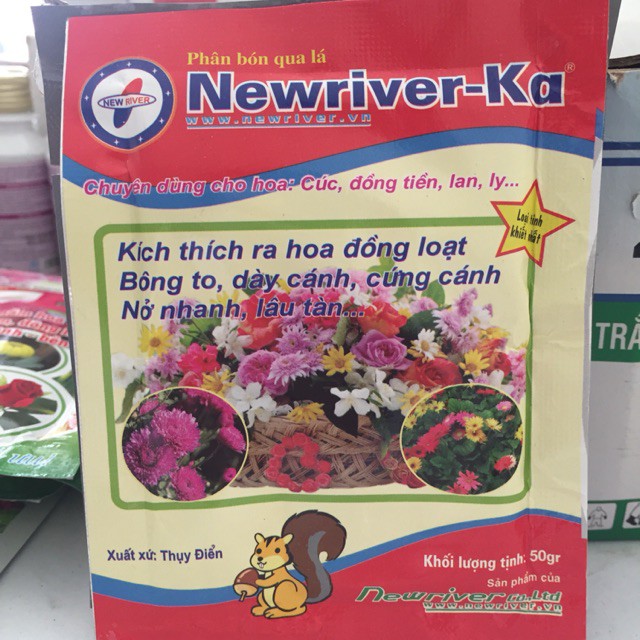 Phân bón qua lá
NEW RIVER
Newriver-Ka®
www.newriver.vn
Chuyên dùng cho hoa: Cúc, đồng tiền, lan, ly...
Loại tinh
khiết nhất
Kích thích ra hoa đồng loạt
Bông to, dày cánh, cứng cánh
Nở nhanh, lâu tàn...
Xuất xứ: Thụy Điển
Khối lượng tịnh: 50gr
Sản phẩm của
Newriver Co.,Ltd
www.newriver.vn